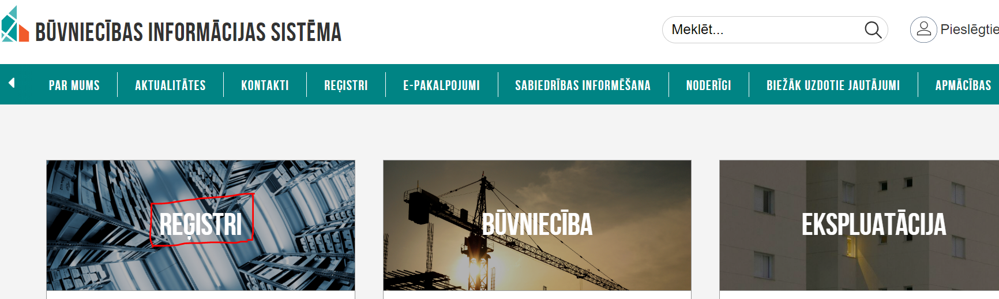 BŪVNIECĪBAS INFORMĀCIJAS SISTĒMA
Meklēt...
Pieslēgtie
PAR MUMS
AKTUALITĀTES
KONTAKTI
REĢISTRI
E-PAKALPOJUMI
SABIEDRĪBAS INFORMĒŠANA
NODERĪGI
BIEŽĀK UZDOTIE JAUTĀJUMI
APMĀCĪBAS
REĢISTRI
BŪVNIECĪBA
EKSPLUATĀCIJA